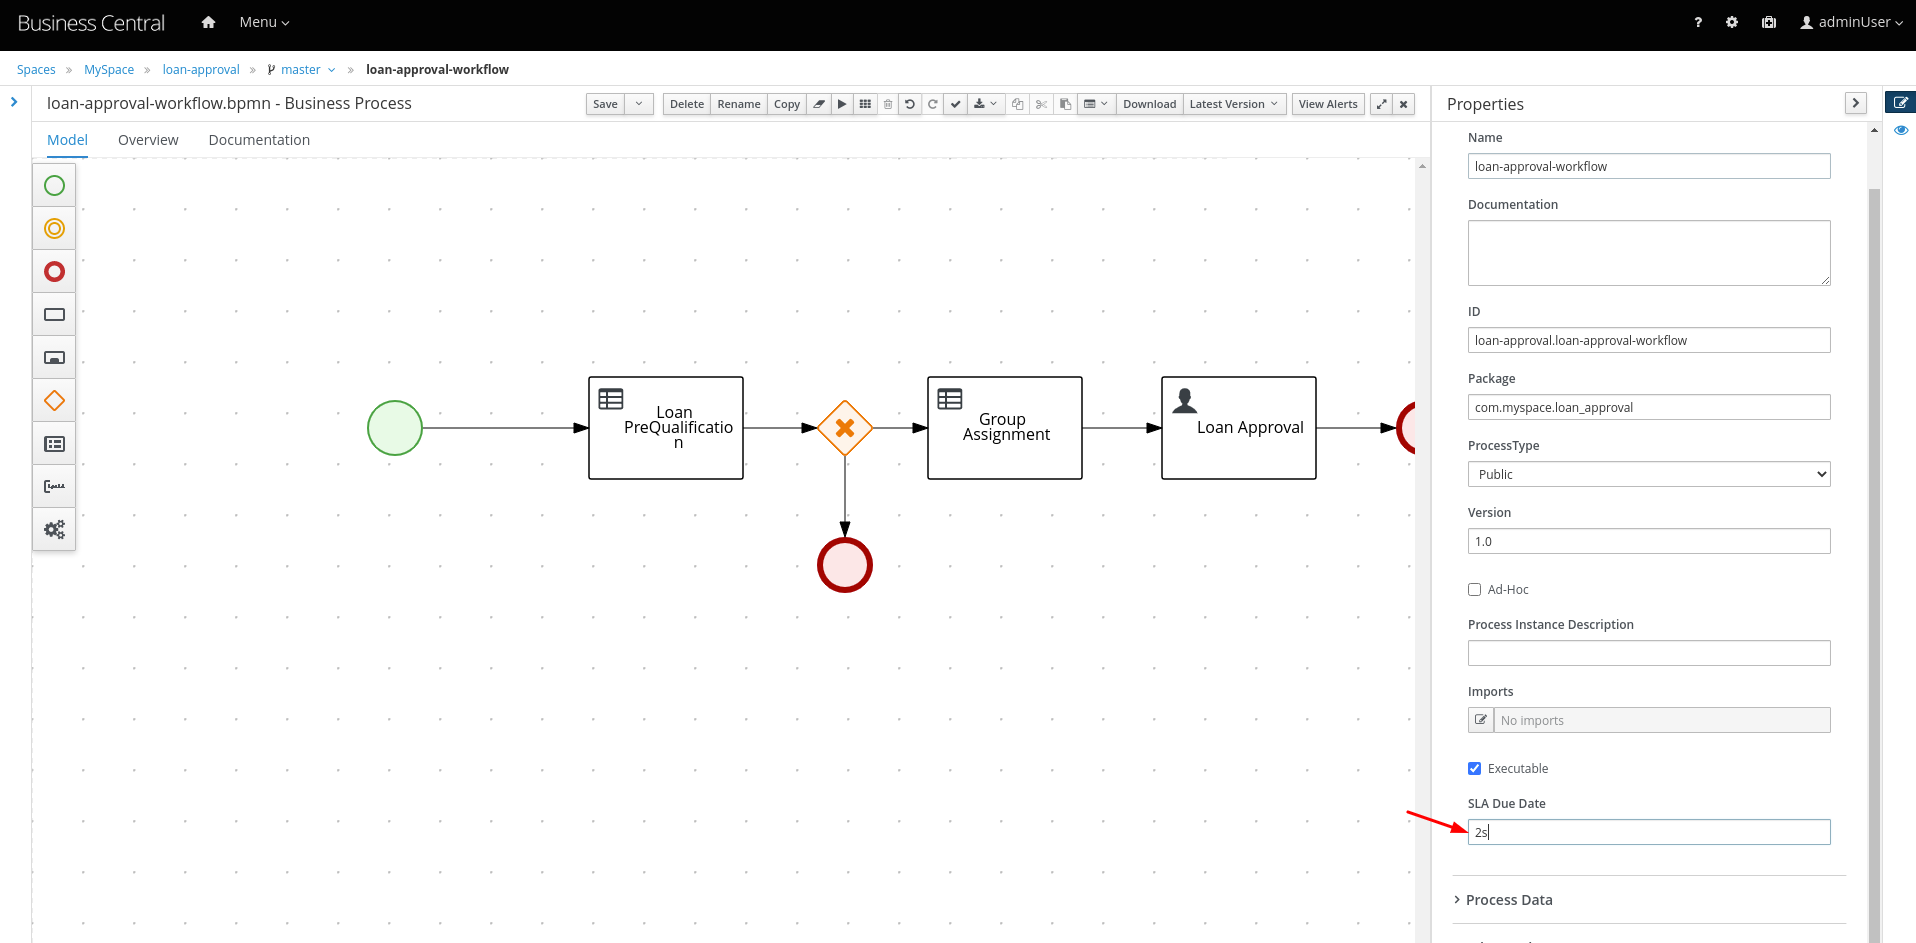 Business Central
Menu
adminUser
Spaces » MySpace » loan-approval » master » loan-approval-workflow
loan-approval-workflow.bpmn - Business Process
Save
Delete
Rename
Copy
Download
Latest Version
View Alerts
Model
Overview
Documentation
Loan
PreQualificatio
n
Group
Assignment
Loan Approval
Properties
Name
loan-approval-workflow
Documentation
ID
loan-approval.loan-approval-workflow
Package
com.myspace.loan_approval
ProcessType
Public
Version
1.0
Ad-Hoc
Process Instance Description
Imports
No imports
Executable
SLA Due Date
2s
Process Data